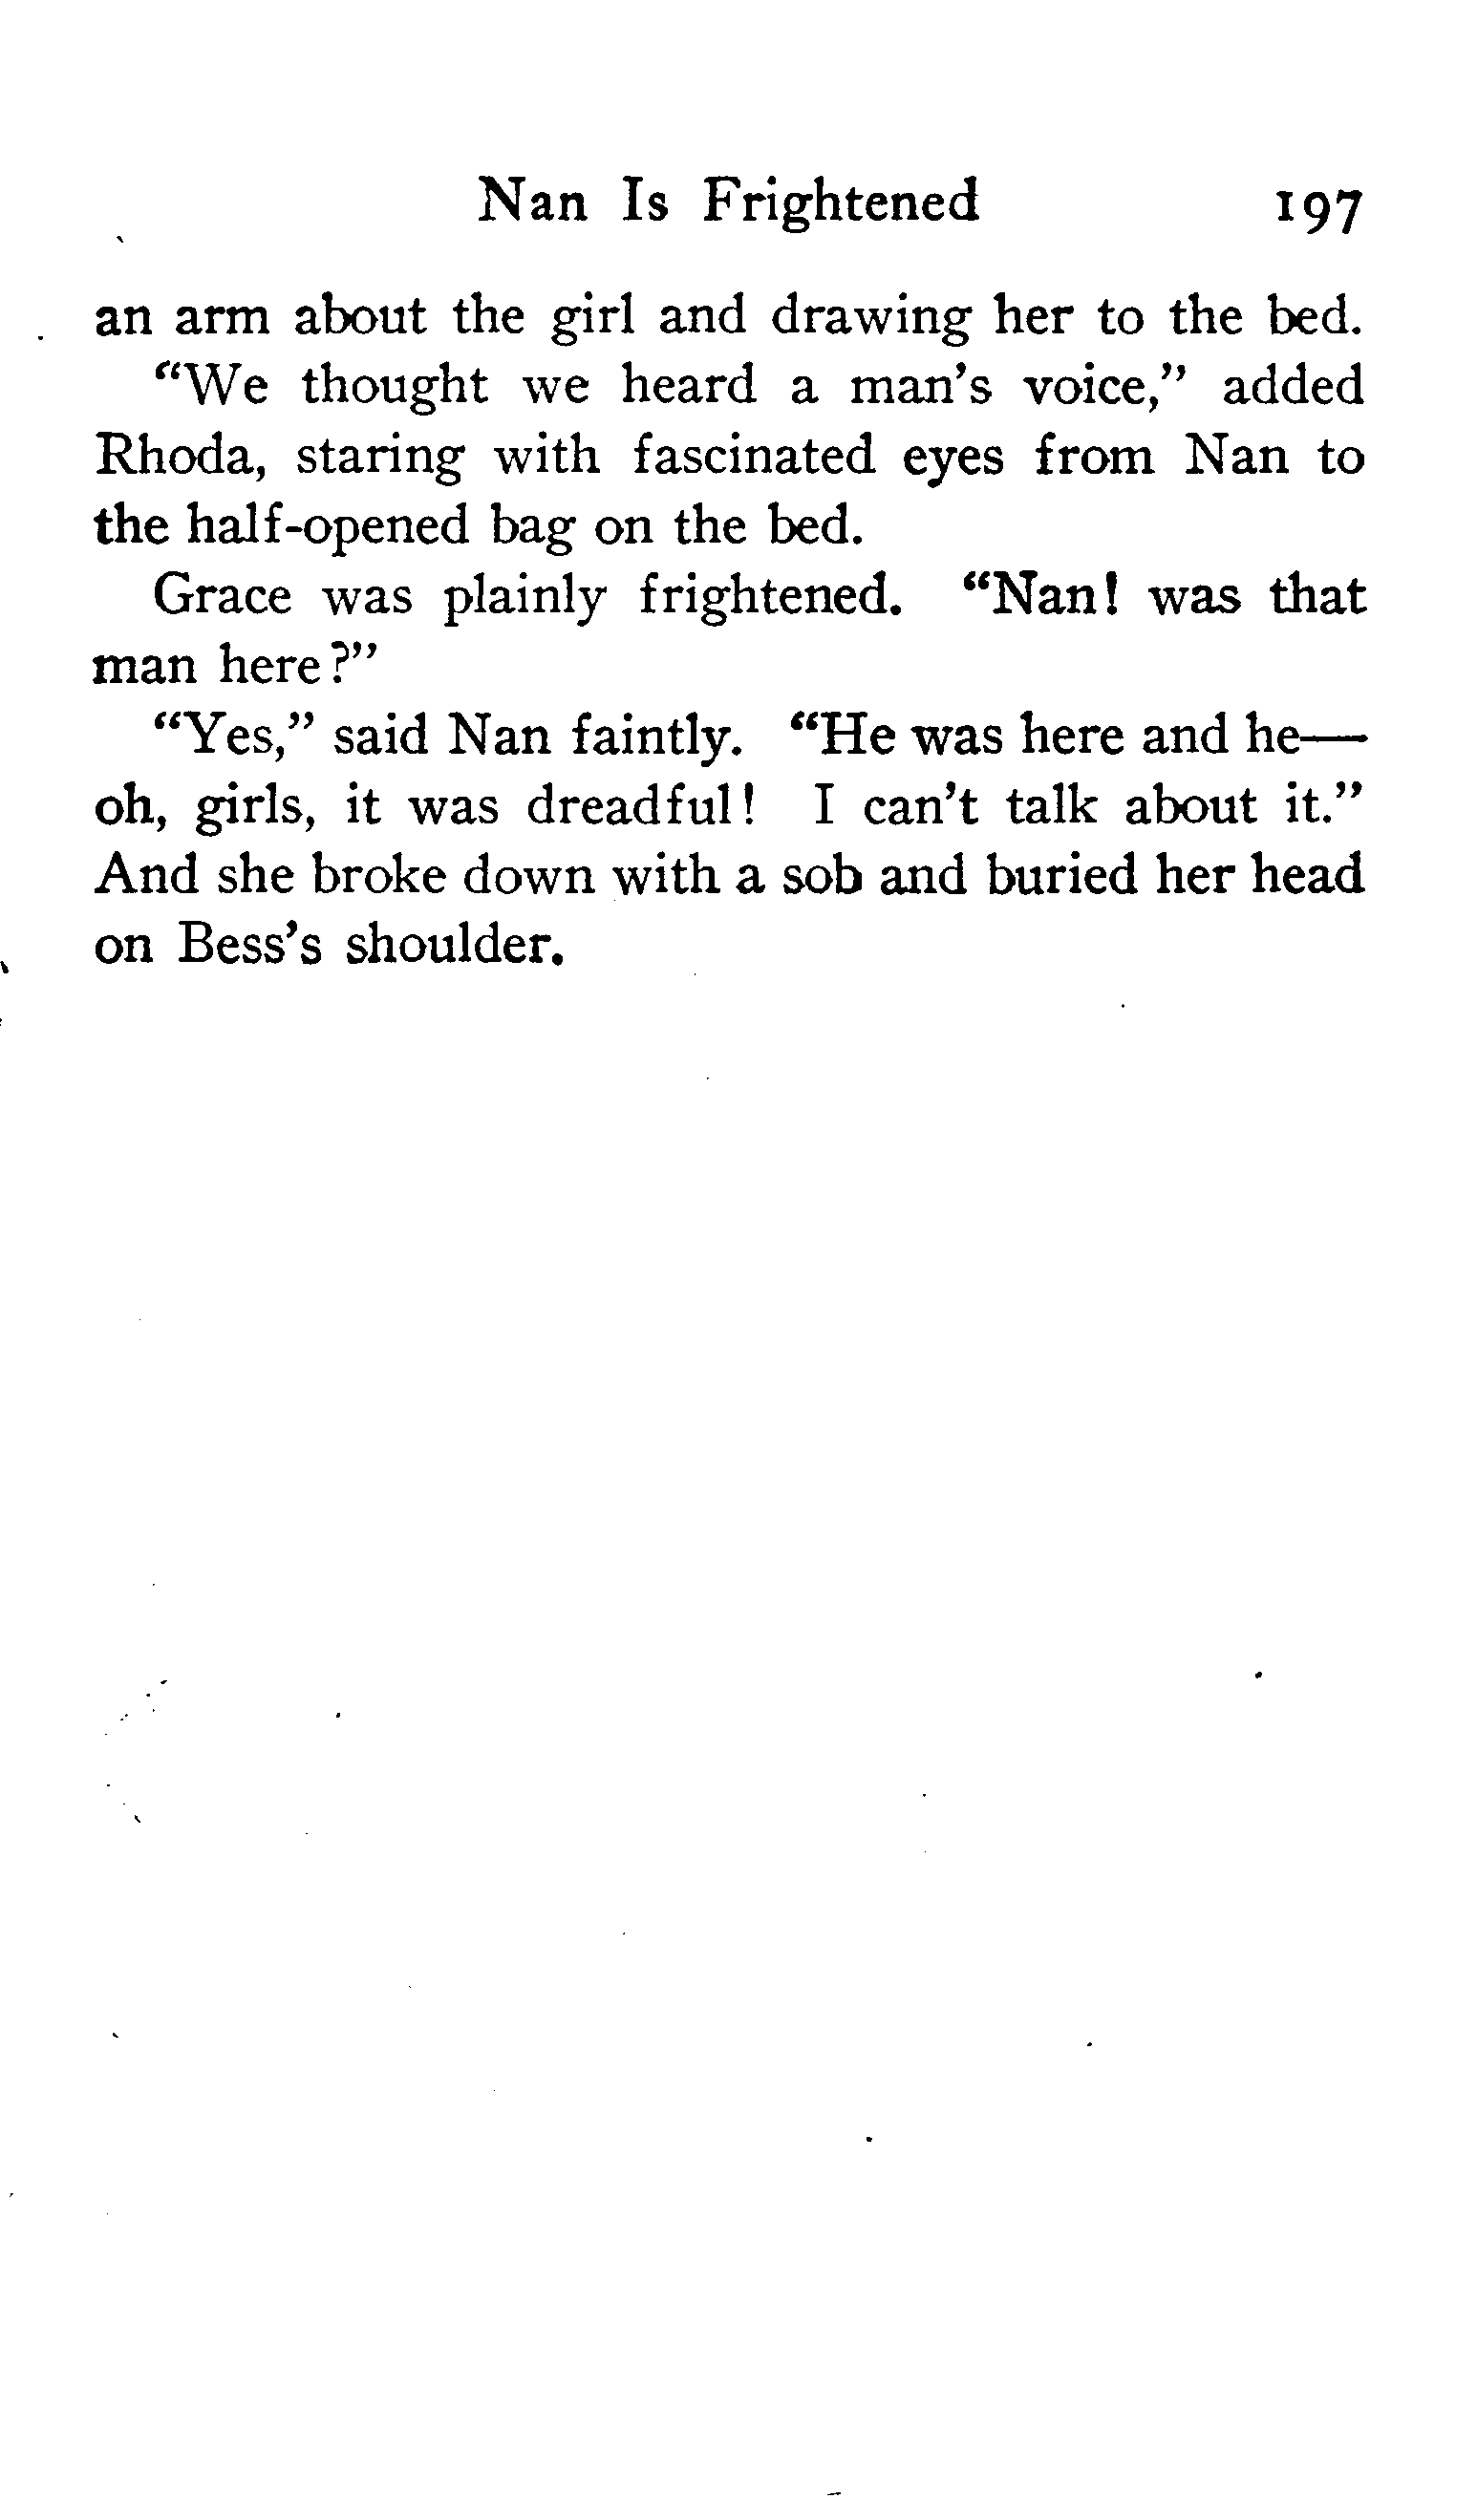 Nan Is Frightened 197
an arm about the girl and drawing her to the bed.
“We thought we heard a man’s voice,” added
Rhoda, staring with fascinated eyes from Nan to
the half-opened bag on the bed.
Grace was plainly frightened. “Nan! was that
man here?”
“Yes,” said Nan faintly. “He was here and he—
oh, girls, it was dreadful! I can’t talk about it.”
And she broke down with a sob and buried her head
on Bess’s shoulder.